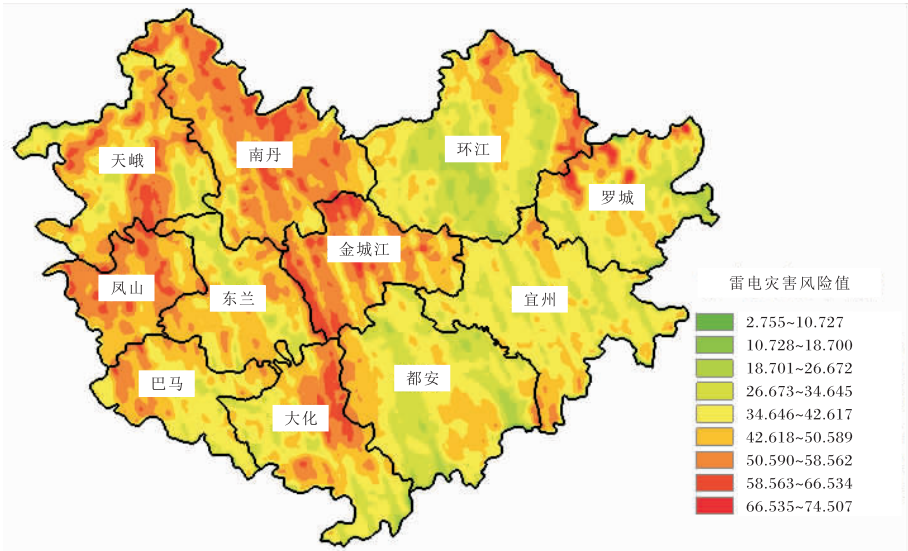 环江
天峨
南丹
罗城
金城江
凤山
东兰
宜州
巴马
都安
大化
雷电灾害风险值
2.755~10.727
10.728~18.700
18.701~26.672
26.673~34.645
34.646~42.617
42.618~50.589
50.590~58.562
58.563~66.534
66.535~74.507